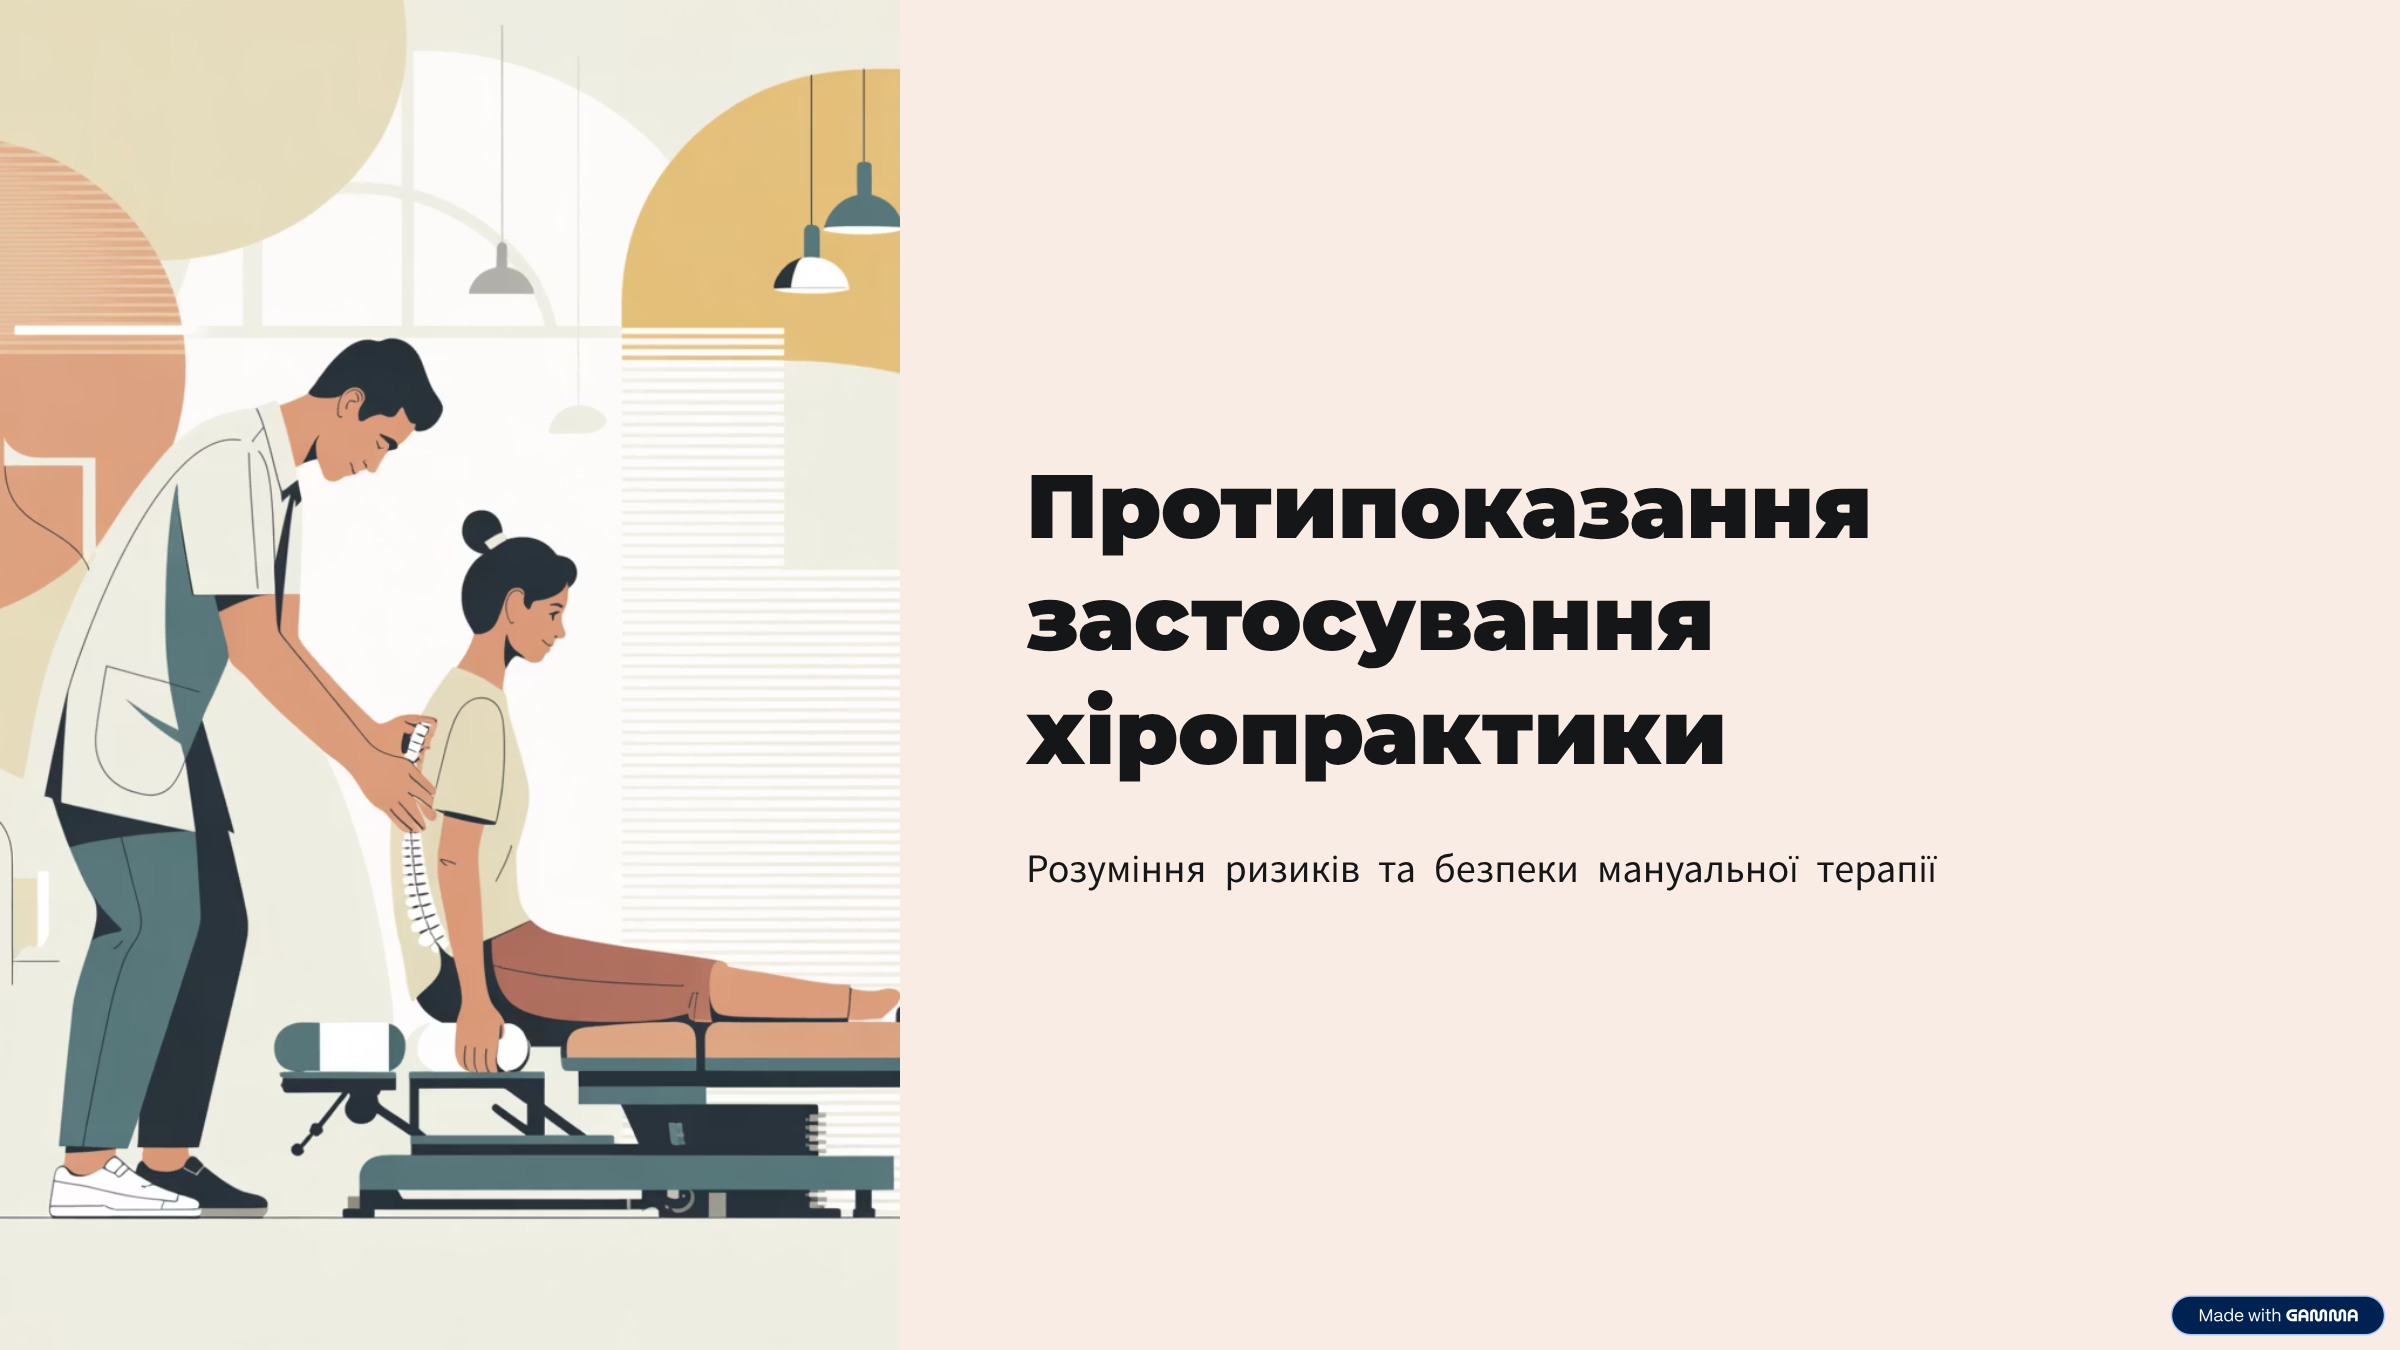 Протипоказання
застосування
хіропрактики
Розуміння ризиків та безпеки мануальної терапії
Made with GAMMA